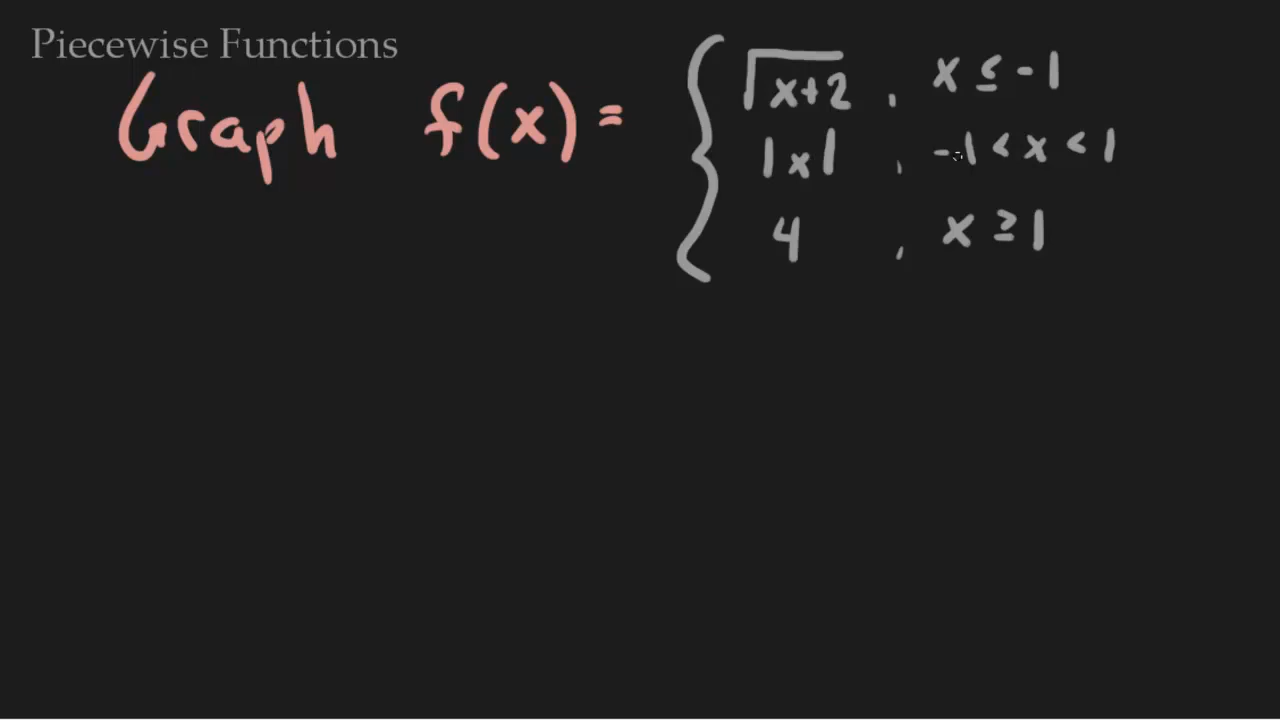 Piecewise Functions
Graph f(x) = { √x+2 , x ≤ -1
|x| , -1 < x < 1
4 , x ≥ 1